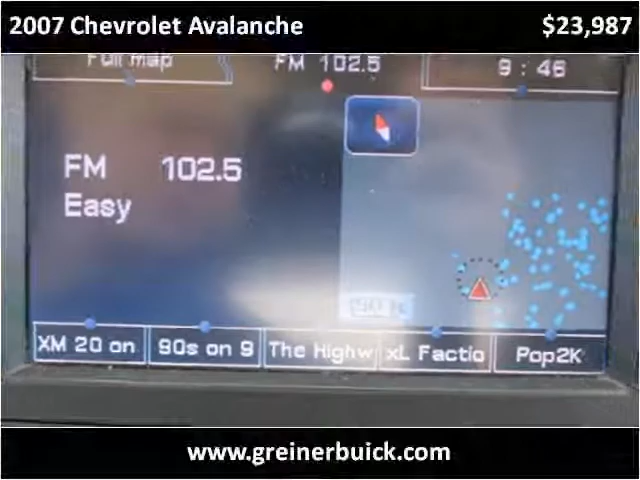 2007 Chevrolet Avalanche $23,987
Full map FM 102.5 9 : 46
FM 102.5
Easy
XM 20 on 90s on 9 The Highw xL Factio Pop2K
www.greinerbuick.com